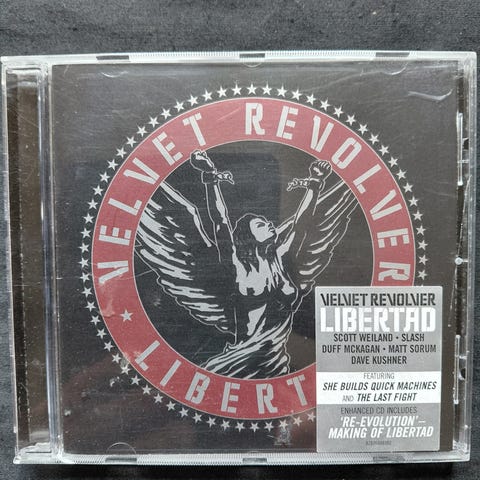 VELVET REVOLVER
LIBERT
VELVET REVOLVER
LIBERTAD
SCOTT WEILAND • SLASH
DUFF MCKAGAN • MATT SORUM
DAVE KUSHNER
FEATURING
SHE BUILDS QUICK MACHINES
AND THE LAST FIGHT
ENHANCED CD INCLUDES
'RE-EVOLUTION'–
MAKING OF LIBERTAD